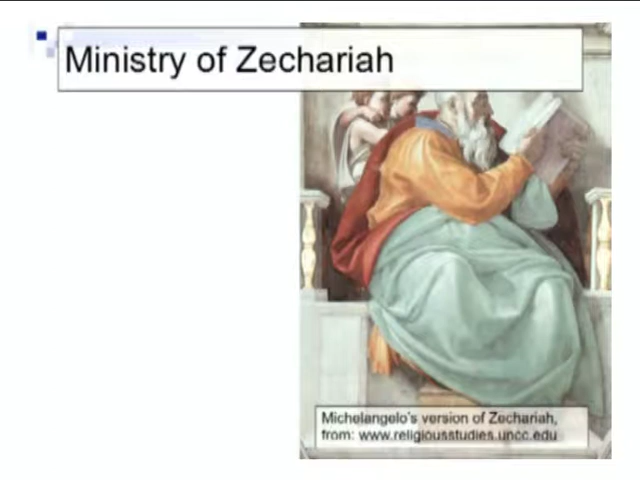 Ministry of Zechariah
Michelangelo's version of Zechariah,
from: www.religiousstudies.uncc.edu